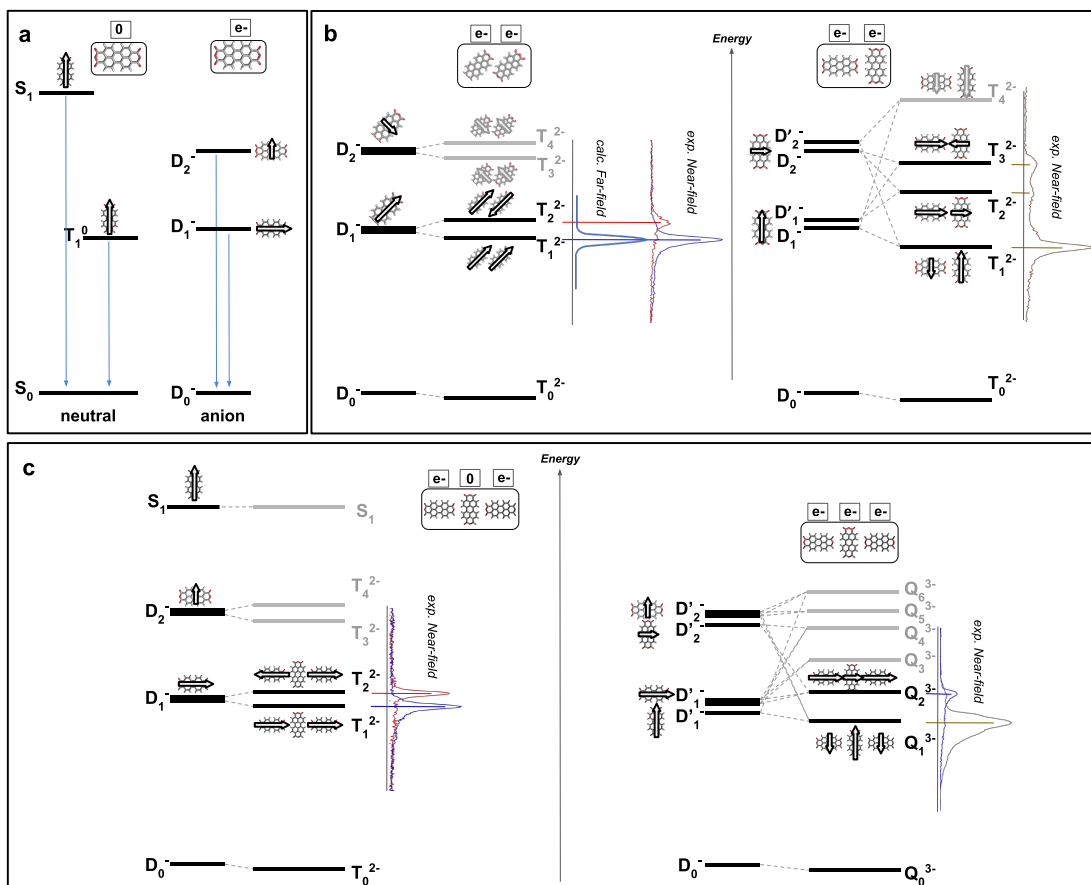 a
0
e-
S1
D2-
T10
D1-
S0
D0-
neutral
anion
b
e- e-
Energy
e- e-
D2-
T42-
T32-
calc. Far-field
exp. Near-field
D1-
T22-
T12-
D0-
T02-
D'2-
D2-
D'1-
D1-
T42-
T32-
T22-
T12-
exp. Near-field
D0-
T02-
c
Energy
e- 0 e-
S1
S1
D2-
T42-
T32-
exp. Near-field
D1-
T22-
T12-
D0-
T02-
e- e- e-
D'2-
D'2-
D'1-
D'1-
Q63-
Q53-
Q43-
Q33-
Q23-
Q13-
exp. Near-field
D0-
Q03-